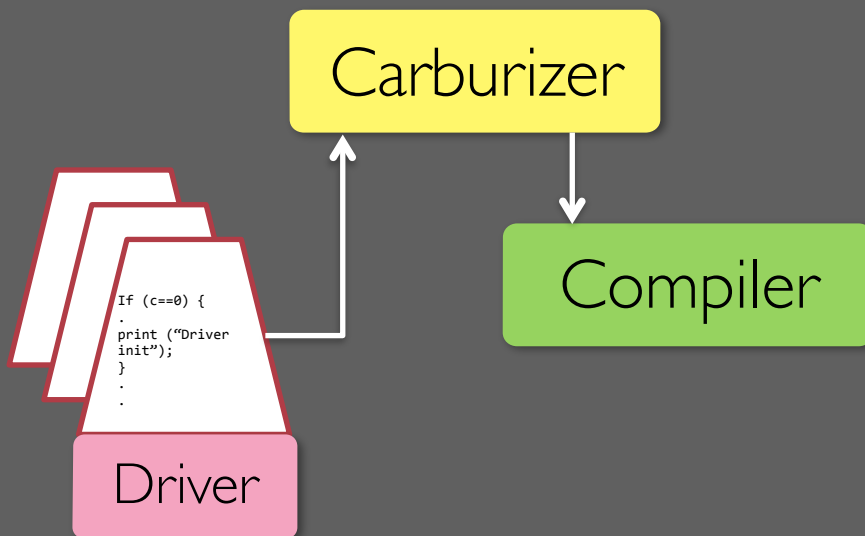 Carburizer
Compiler
If (c==0) {
.
print (“Driver
init”);
}
.
.
Driver